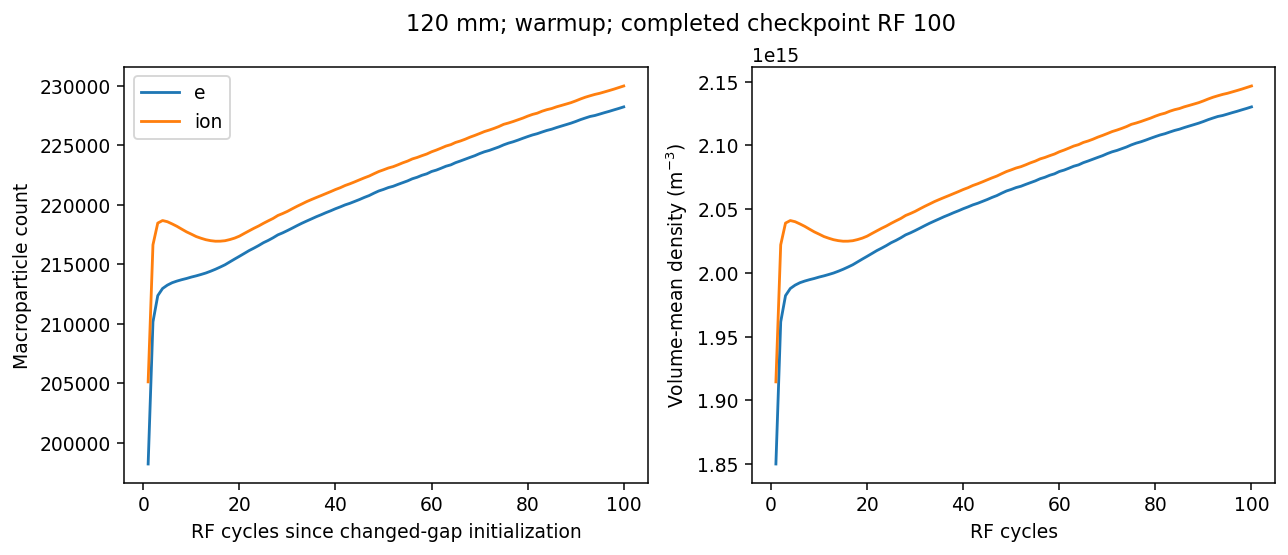 120 mm; warmup; completed checkpoint RF 100
Macroparticle count
230000
225000
220000
215000
210000
205000
200000
e
ion
0 20 40 60 80 100
RF cycles since changed-gap initialization
1e15
Volume-mean density (m⁻³)
2.15
2.10
2.05
2.00
1.95
1.90
1.85
0 20 40 60 80 100
RF cycles